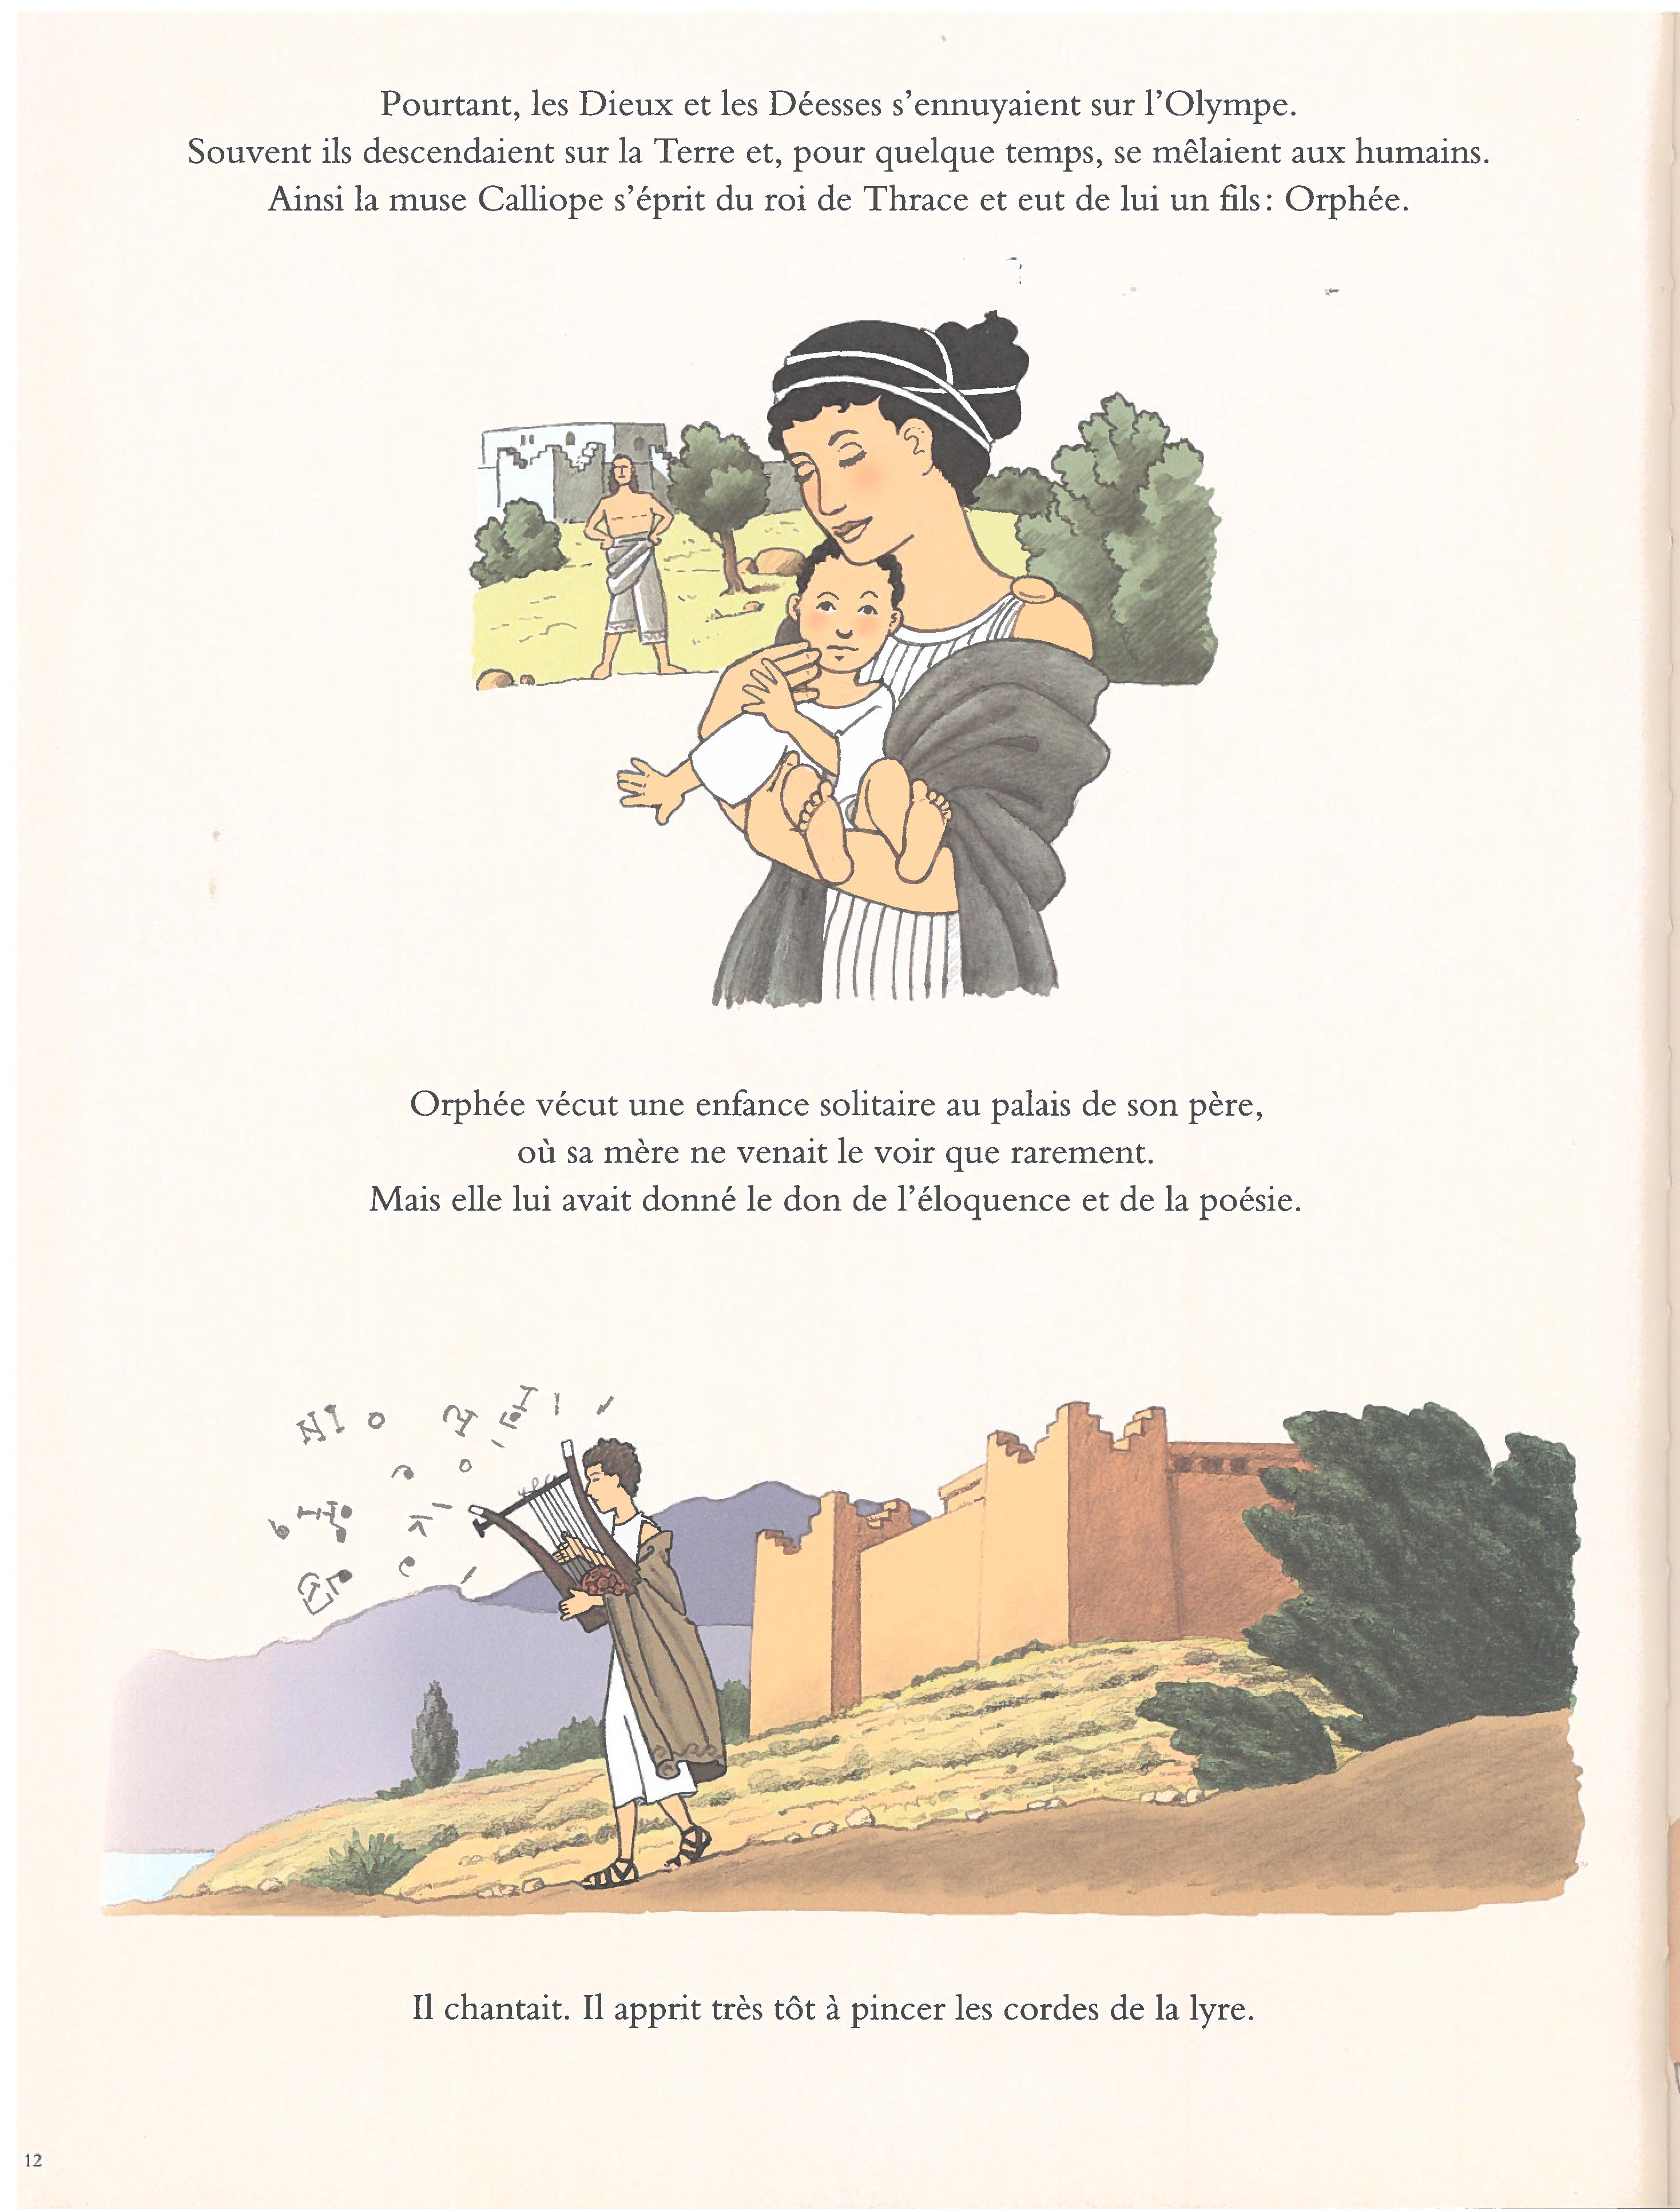 Pourtant, les Dieux et les Déesses s'ennuyaient sur l'Olympe.
Souvent ils descendaient sur la Terre et, pour quelque temps, se mêlaient aux humains.
Ainsi la muse Calliope s'éprit du roi de Thrace et eut de lui un fils : Orphée.
Orphée vécut une enfance solitaire au palais de son père,
où sa mère ne venait le voir que rarement.
Mais elle lui avait donné le don de l'éloquence et de la poésie.
Il chantait. Il apprit très tôt à pincer les cordes de la lyre.
12